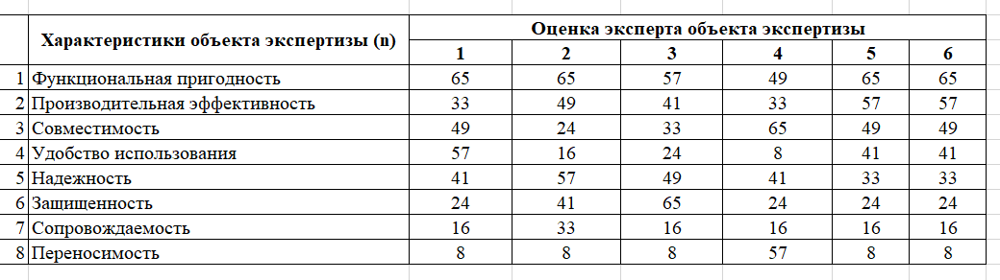 Характеристики объекта экспертизы (n) Оценка эксперта объекта экспертизы
1 2 3 4 5 6
1 Функциональная пригодность 65 65 57 49 65 65
2 Производительная эффективность 33 49 41 33 57 57
3 Совместимость 49 24 33 65 49 49
4 Удобство использования 57 16 24 8 41 41
5 Надежность 41 57 49 41 33 33
6 Защищенность 24 41 65 24 24 24
7 Сопровождаемость 16 33 16 16 16 16
8 Переносимость 8 8 8 57 8 8